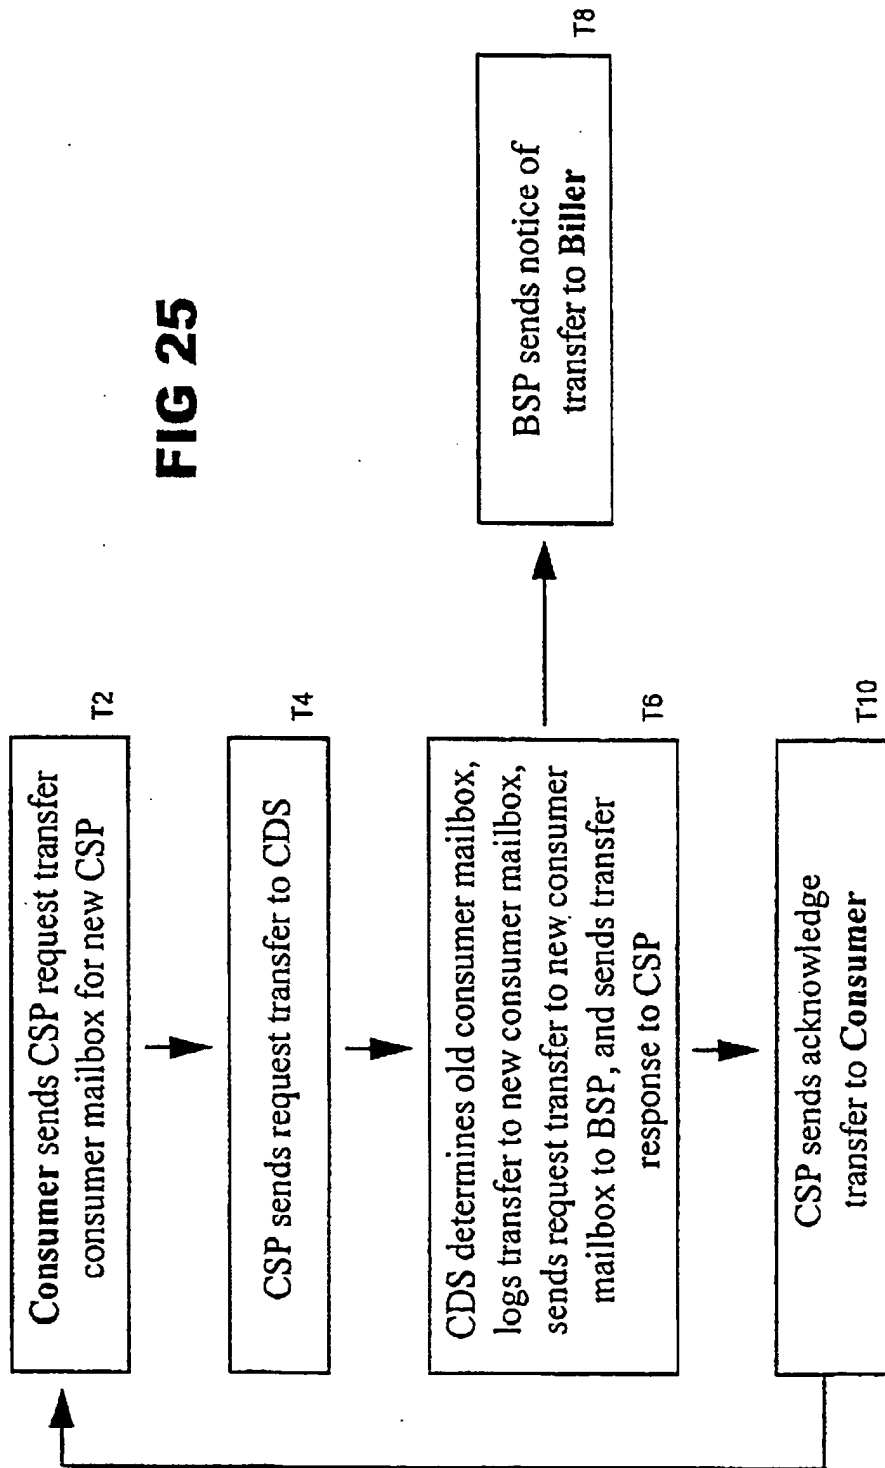 FIG 25
Consumer sends CSP request transfer
consumer mailbox for new CSP
T2
CSP sends request transfer to CDS
T4
CDS determines old consumer mailbox,
logs transfer to new consumer mailbox,
sends request transfer to new consumer
mailbox to BSP, and sends transfer
response to CSP
T6
BSP sends notice of
transfer to Biller
T8
CSP sends acknowledge
transfer to Consumer
T10